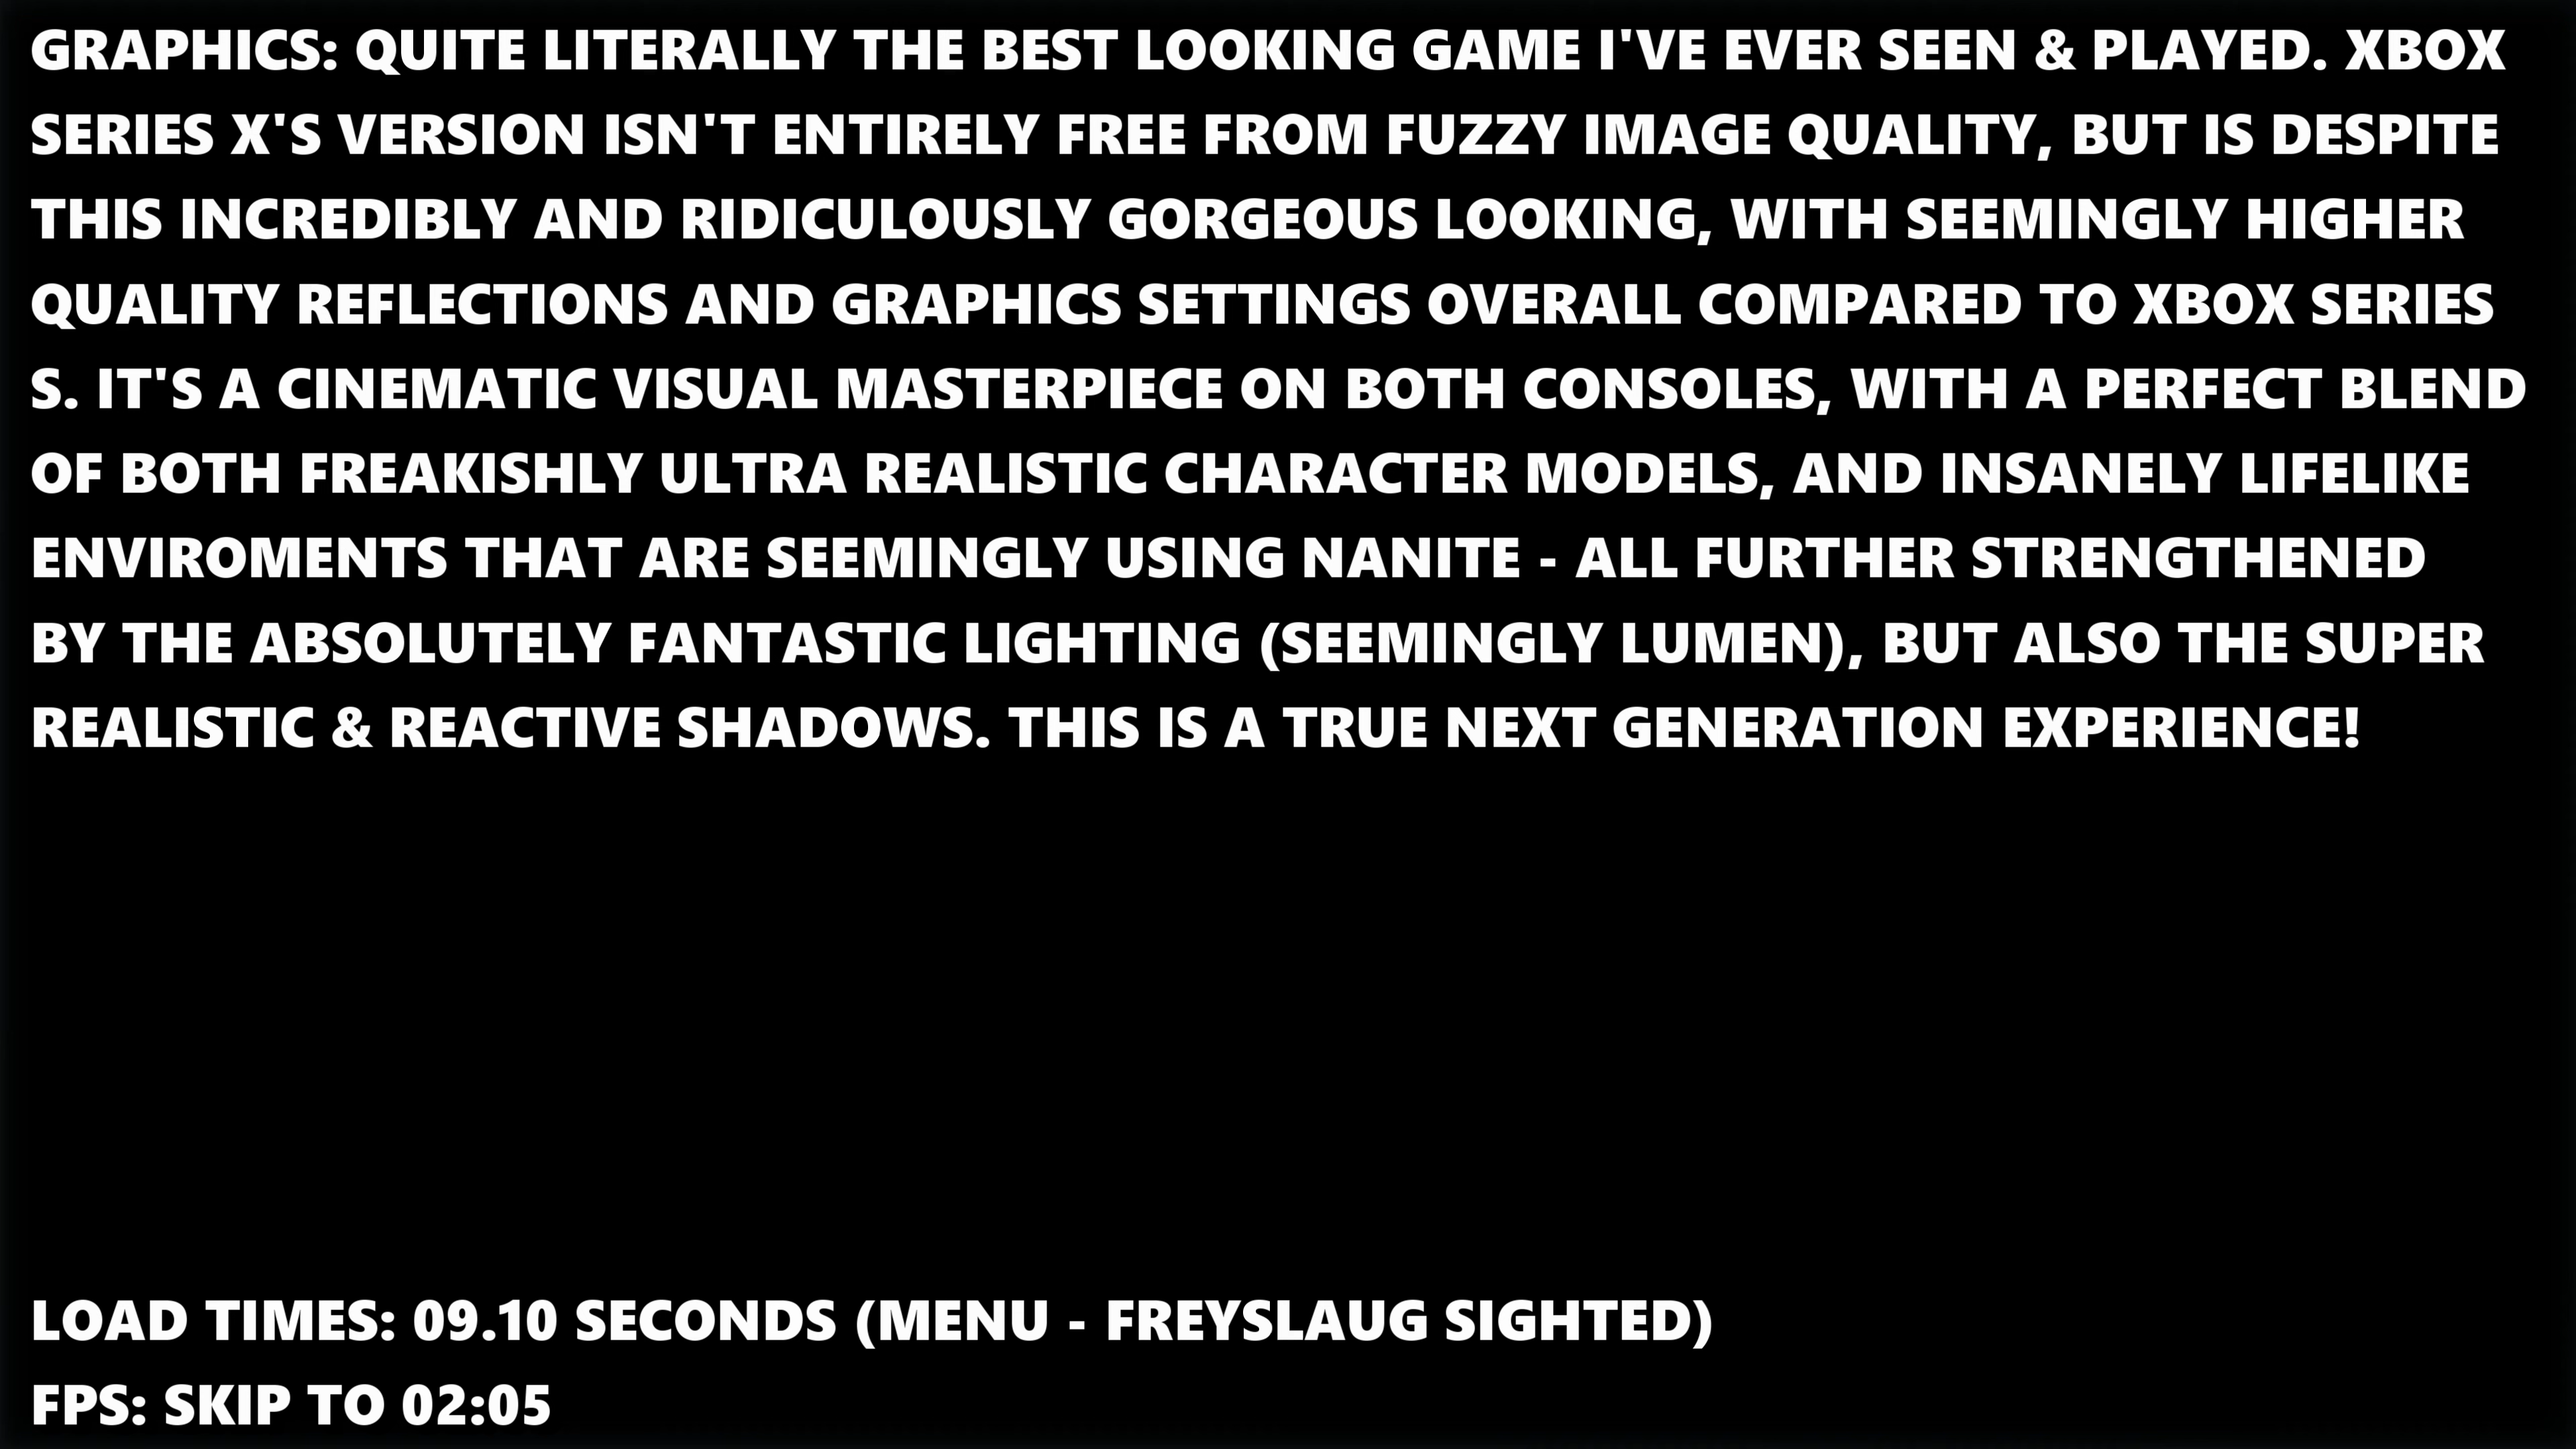 GRAPHICS: QUITE LITERALLY THE BEST LOOKING GAME I'VE EVER SEEN & PLAYED. XBOX
SERIES X'S VERSION ISN'T ENTIRELY FREE FROM FUZZY IMAGE QUALITY, BUT IS DESPITE
THIS INCREDIBLY AND RIDICULOUSLY GORGEOUS LOOKING, WITH SEEMINGLY HIGHER
QUALITY REFLECTIONS AND GRAPHICS SETTINGS OVERALL COMPARED TO XBOX SERIES
S. IT'S A CINEMATIC VISUAL MASTERPIECE ON BOTH CONSOLES, WITH A PERFECT BLEND
OF BOTH FREAKISHLY ULTRA REALISTIC CHARACTER MODELS, AND INSANELY LIFELIKE
ENVIROMENTS THAT ARE SEEMINGLY USING NANITE - ALL FURTHER STRENGTHENED
BY THE ABSOLUTELY FANTASTIC LIGHTING (SEEMINGLY LUMEN), BUT ALSO THE SUPER
REALISTIC & REACTIVE SHADOWS. THIS IS A TRUE NEXT GENERATION EXPERIENCE!
LOAD TIMES: 09.10 SECONDS (MENU - FREYSLAUG SIGHTED)
FPS: SKIP TO 02:05